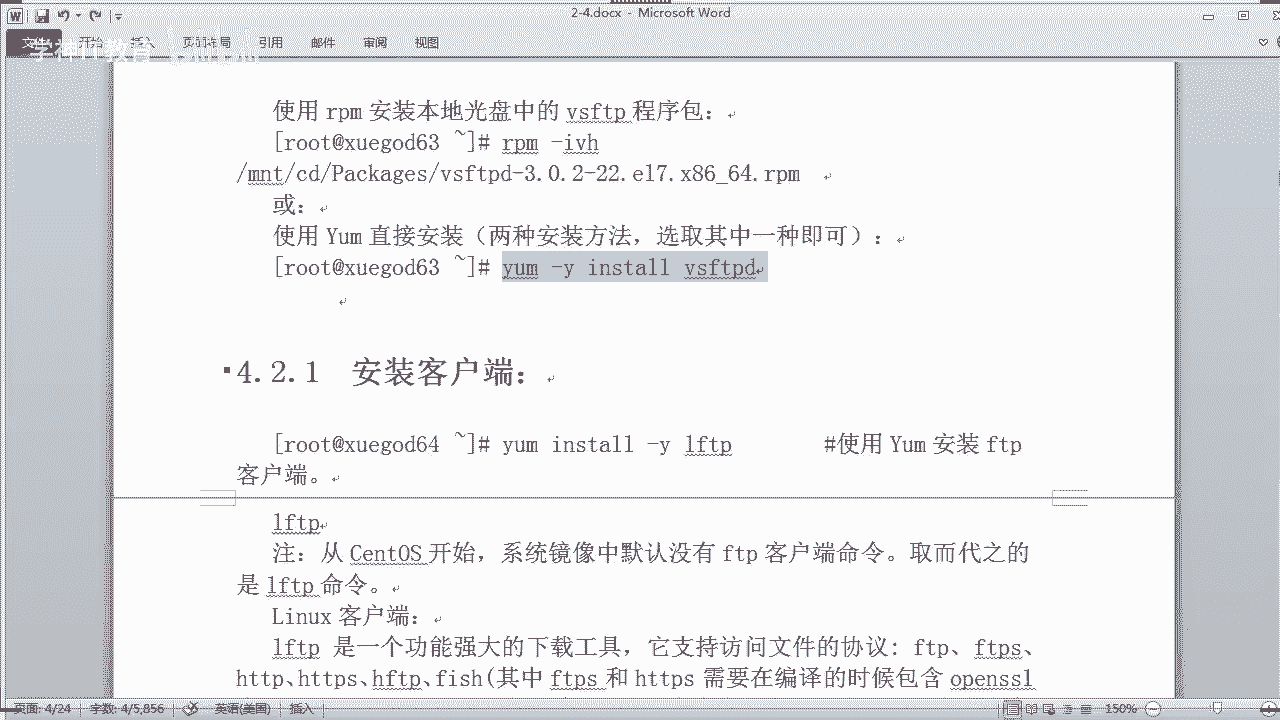 2-4.docx - Microsoft Word
文件 开始 插入 页面布局 引用 邮件 审阅 视图
使用 rpm 安装本地光盘中的 vsftp 程序包：
[root@xuegod63 ~]# rpm -ivh
/mnt/cd/Packages/vsftpd-3.0.2-22.el7.x86_64.rpm
或：
使用 Yum 直接安装（两种安装方法，选取其中一种即可）：
[root@xuegod63 ~]# yum -y install vsftpd
4.2.1 安装客户端：
[root@xuegod64 ~]# yum install -y lftp #使用 Yum 安装 ftp
客户端。
lftp
注：从 CentOS 开始，系统镜像中默认没有 ftp 客户端命令。取而代之的
是 lftp 命令。
Linux 客户端：
lftp 是一个功能强大的下载工具，它支持访问文件的协议: ftp、ftps、
http、https、hftp、fish(其中 ftps 和 https 需要在编译的时候包含 openssl
页面: 4/24 字数: 4/5,856 英语(美国) 插入 150%